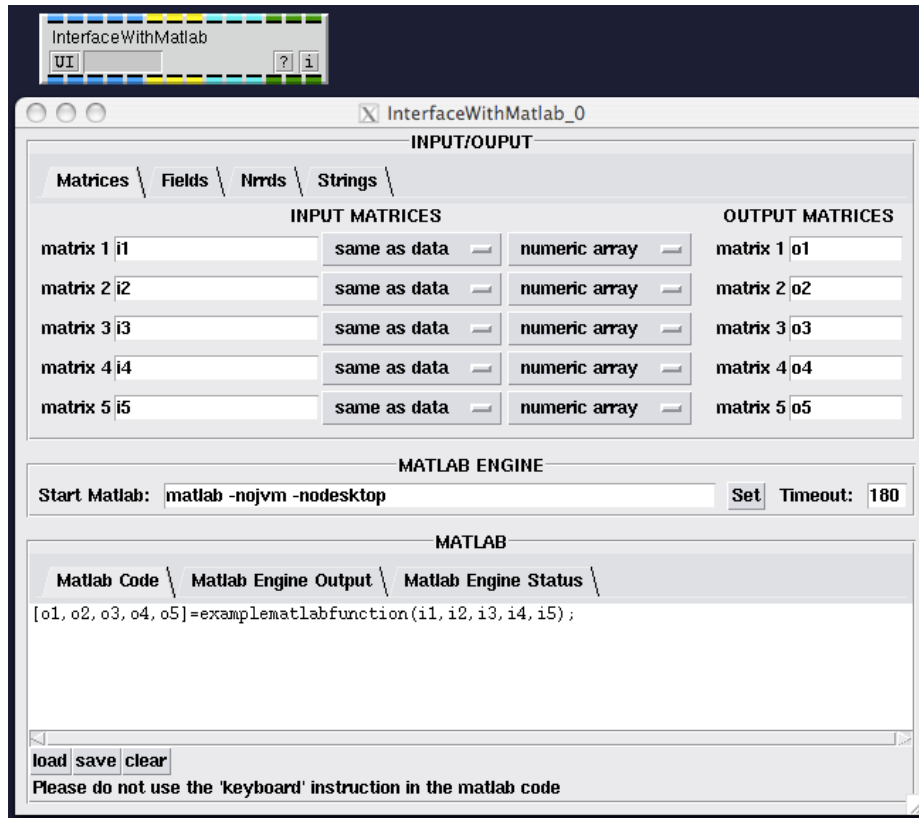 InterfaceWithMatlab
UI ? i
X InterfaceWithMatlab_0
INPUT/OUPUT
Matrices Fields Nrrds Strings
INPUT MATRICES OUTPUT MATRICES
matrix 1 i1 same as data numeric array matrix 1 o1
matrix 2 i2 same as data numeric array matrix 2 o2
matrix 3 i3 same as data numeric array matrix 3 o3
matrix 4 i4 same as data numeric array matrix 4 o4
matrix 5 i5 same as data numeric array matrix 5 o5
MATLAB ENGINE
Start Matlab: matlab -nojvm -nodesktop Set Timeout: 180
MATLAB
Matlab Code Matlab Engine Output Matlab Engine Status
[o1,o2,o3,o4,o5]=examplematlabfunction(i1,i2,i3,i4,i5);
load save clear
Please do not use the 'keyboard' instruction in the matlab code